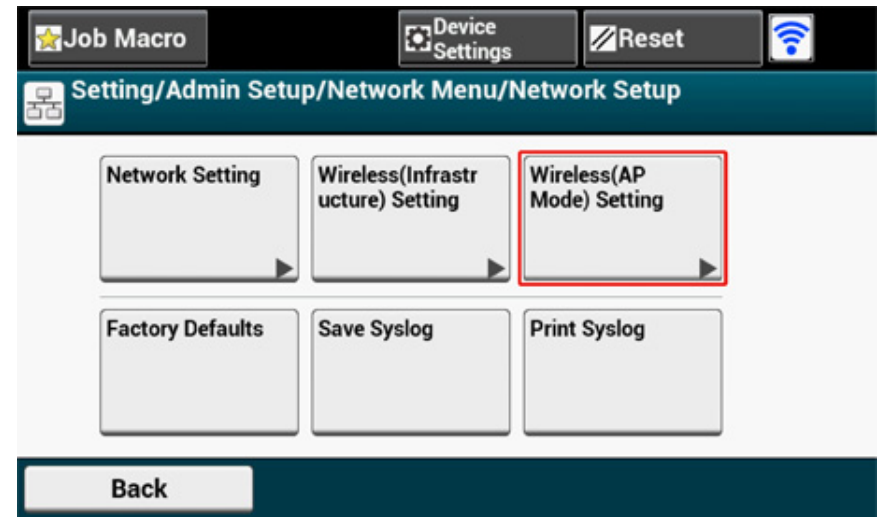 Job Macro
Device
Settings
Reset
Setting/Admin Setup/Network Menu/Network Setup
Network Setting
Wireless(Infrastr
ucture) Setting
Wireless(AP
Mode) Setting
Factory Defaults
Save Syslog
Print Syslog
Back